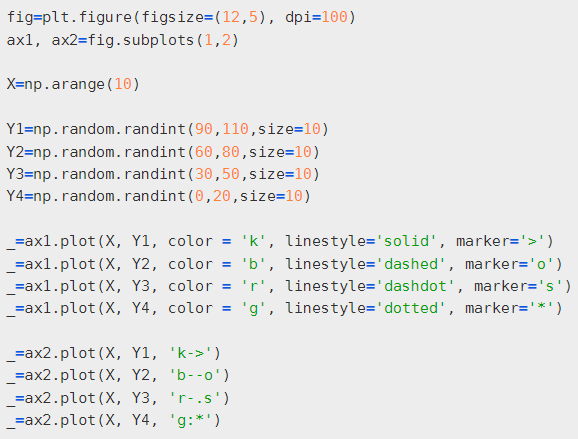 fig=plt.figure(figsize=(12,5), dpi=100)
ax1, ax2=fig.subplots(1,2)
X=np.arange(10)
Y1=np.random.randint(90,110,size=10)
Y2=np.random.randint(60,80,size=10)
Y3=np.random.randint(30,50,size=10)
Y4=np.random.randint(0,20,size=10)
_=ax1.plot(X, Y1, color = 'k', linestyle='solid', marker='>')
_=ax1.plot(X, Y2, color = 'b', linestyle='dashed', marker='o')
_=ax1.plot(X, Y3, color = 'r', linestyle='dashdot', marker='s')
_=ax1.plot(X, Y4, color = 'g', linestyle='dotted', marker='*')
_=ax2.plot(X, Y1, 'k->')
_=ax2.plot(X, Y2, 'b--o')
_=ax2.plot(X, Y3, 'r-.s')
_=ax2.plot(X, Y4, 'g:*')